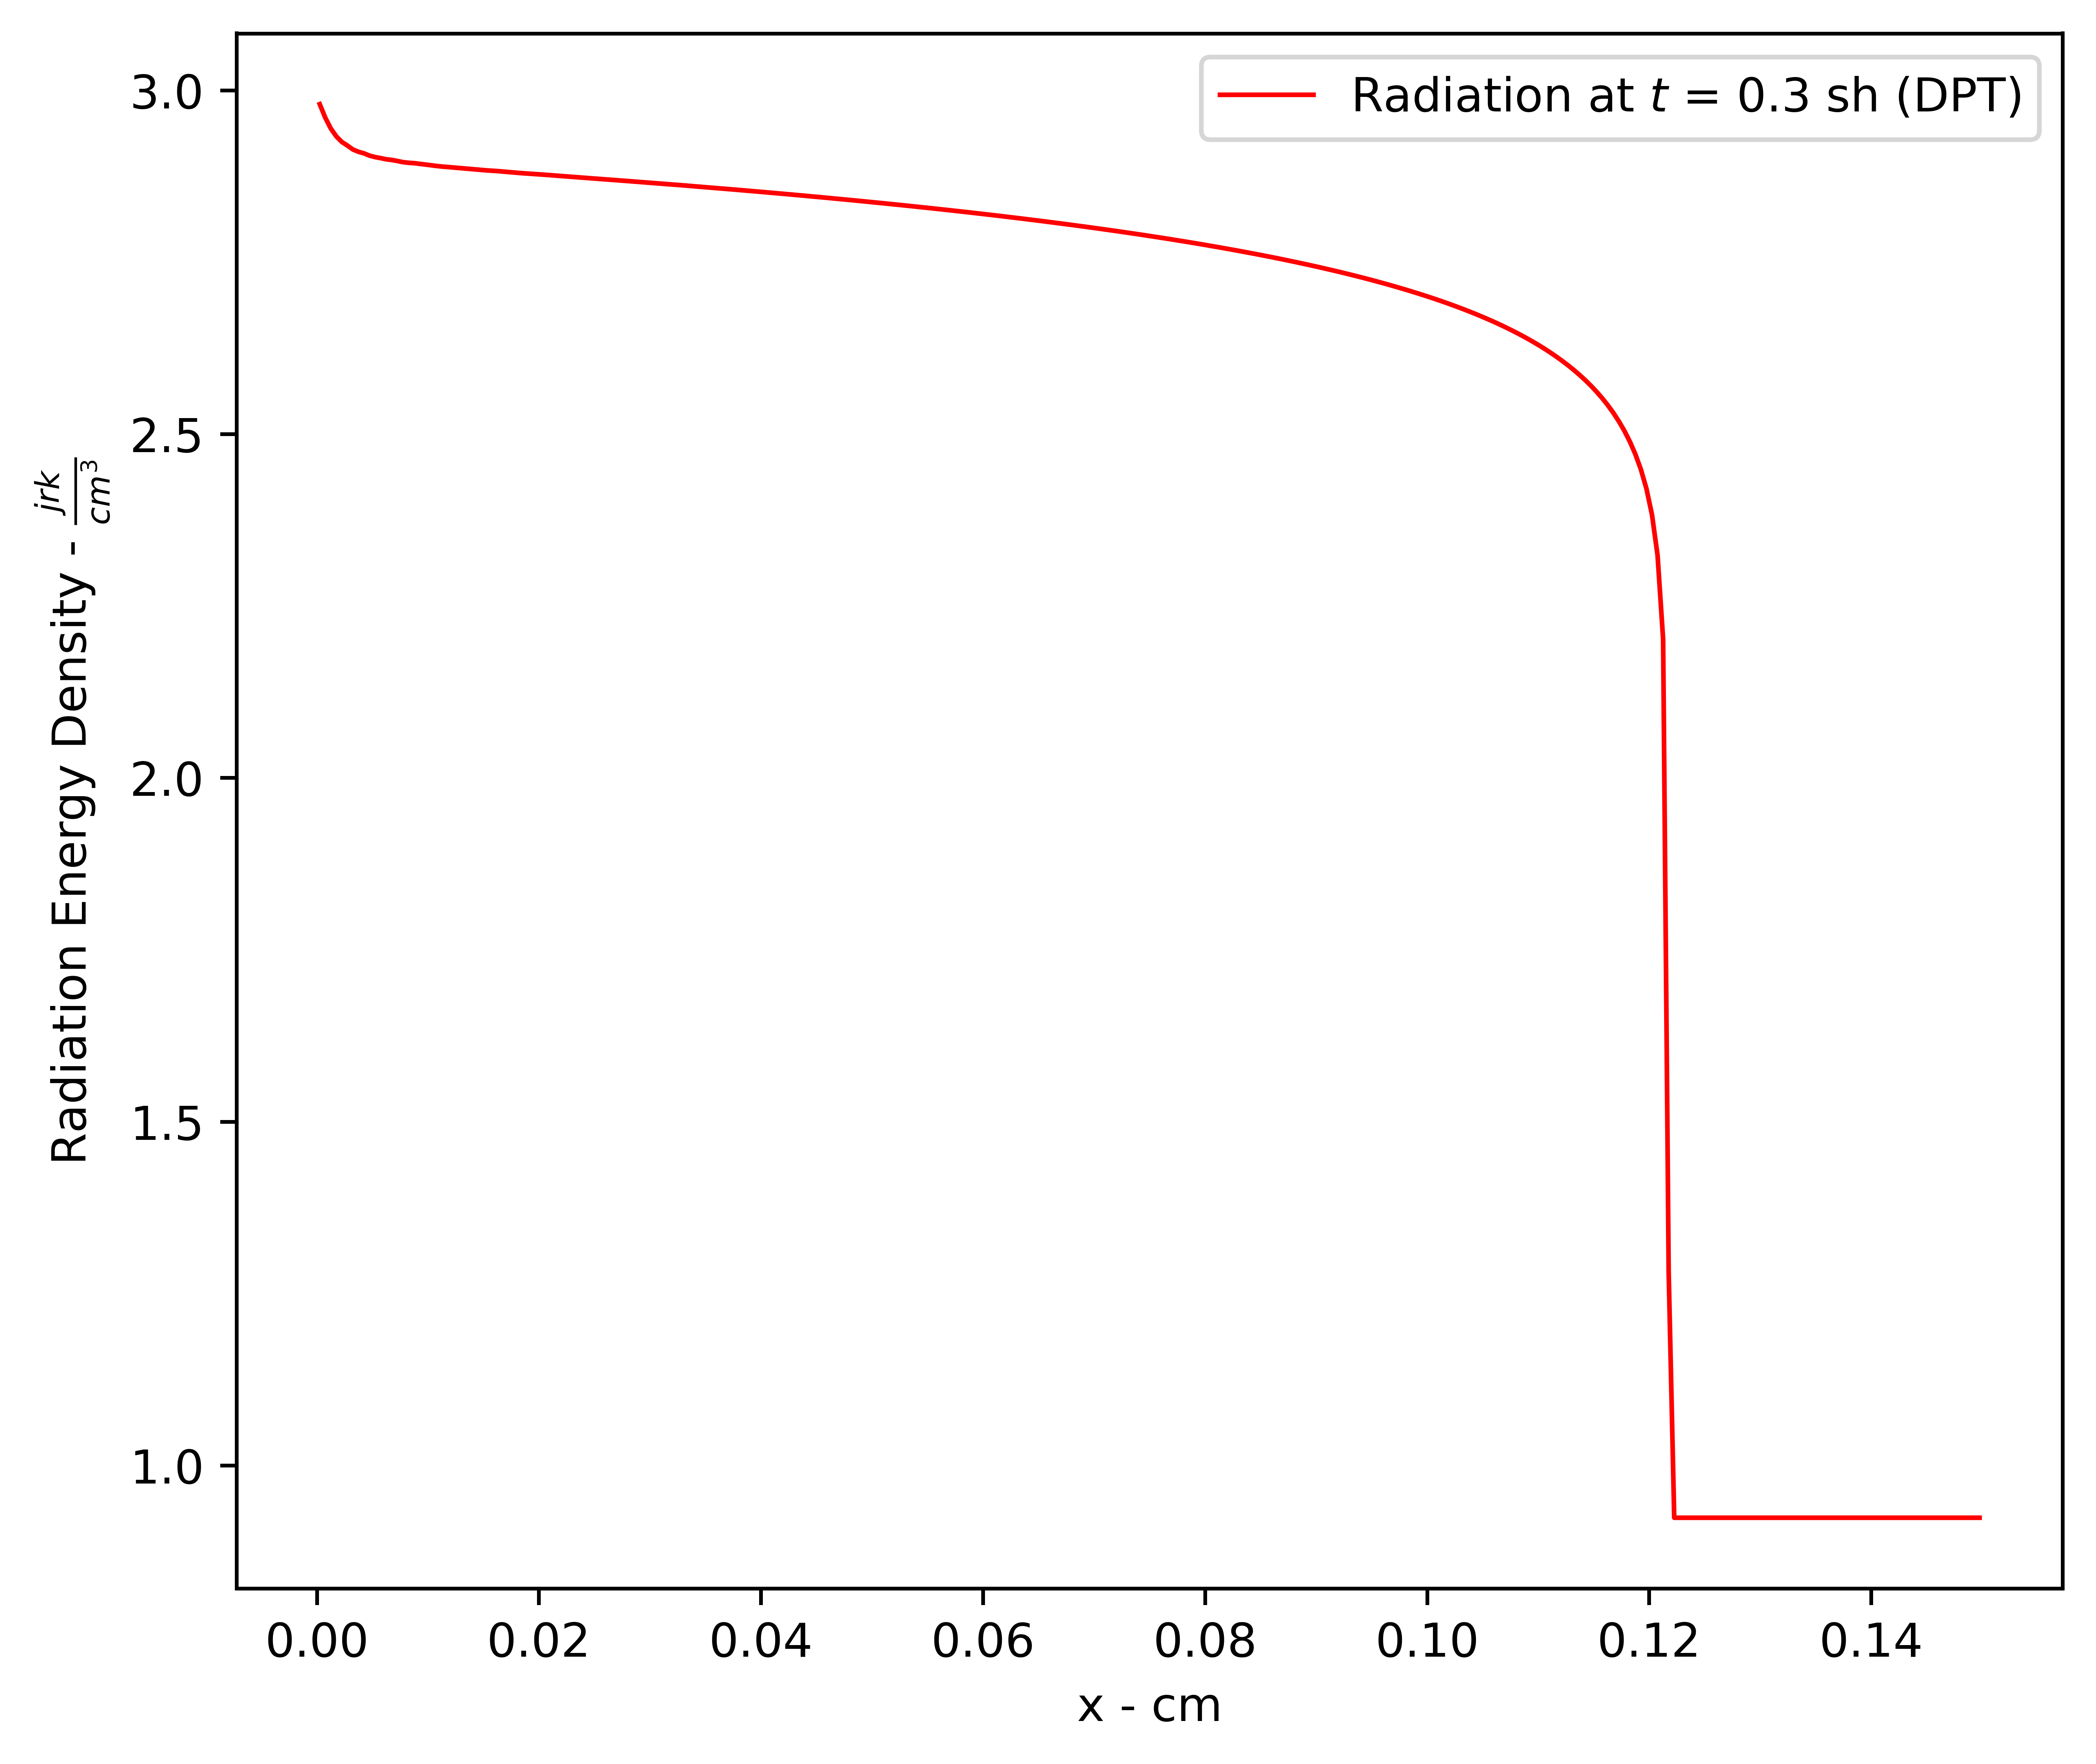 Radiation at t = 0.3 sh (DPT)
Radiation Energy Density - jrk/cm³
3.0
2.5
2.0
1.5
1.0
0.00 0.02 0.04 0.06 0.08 0.10 0.12 0.14
x - cm